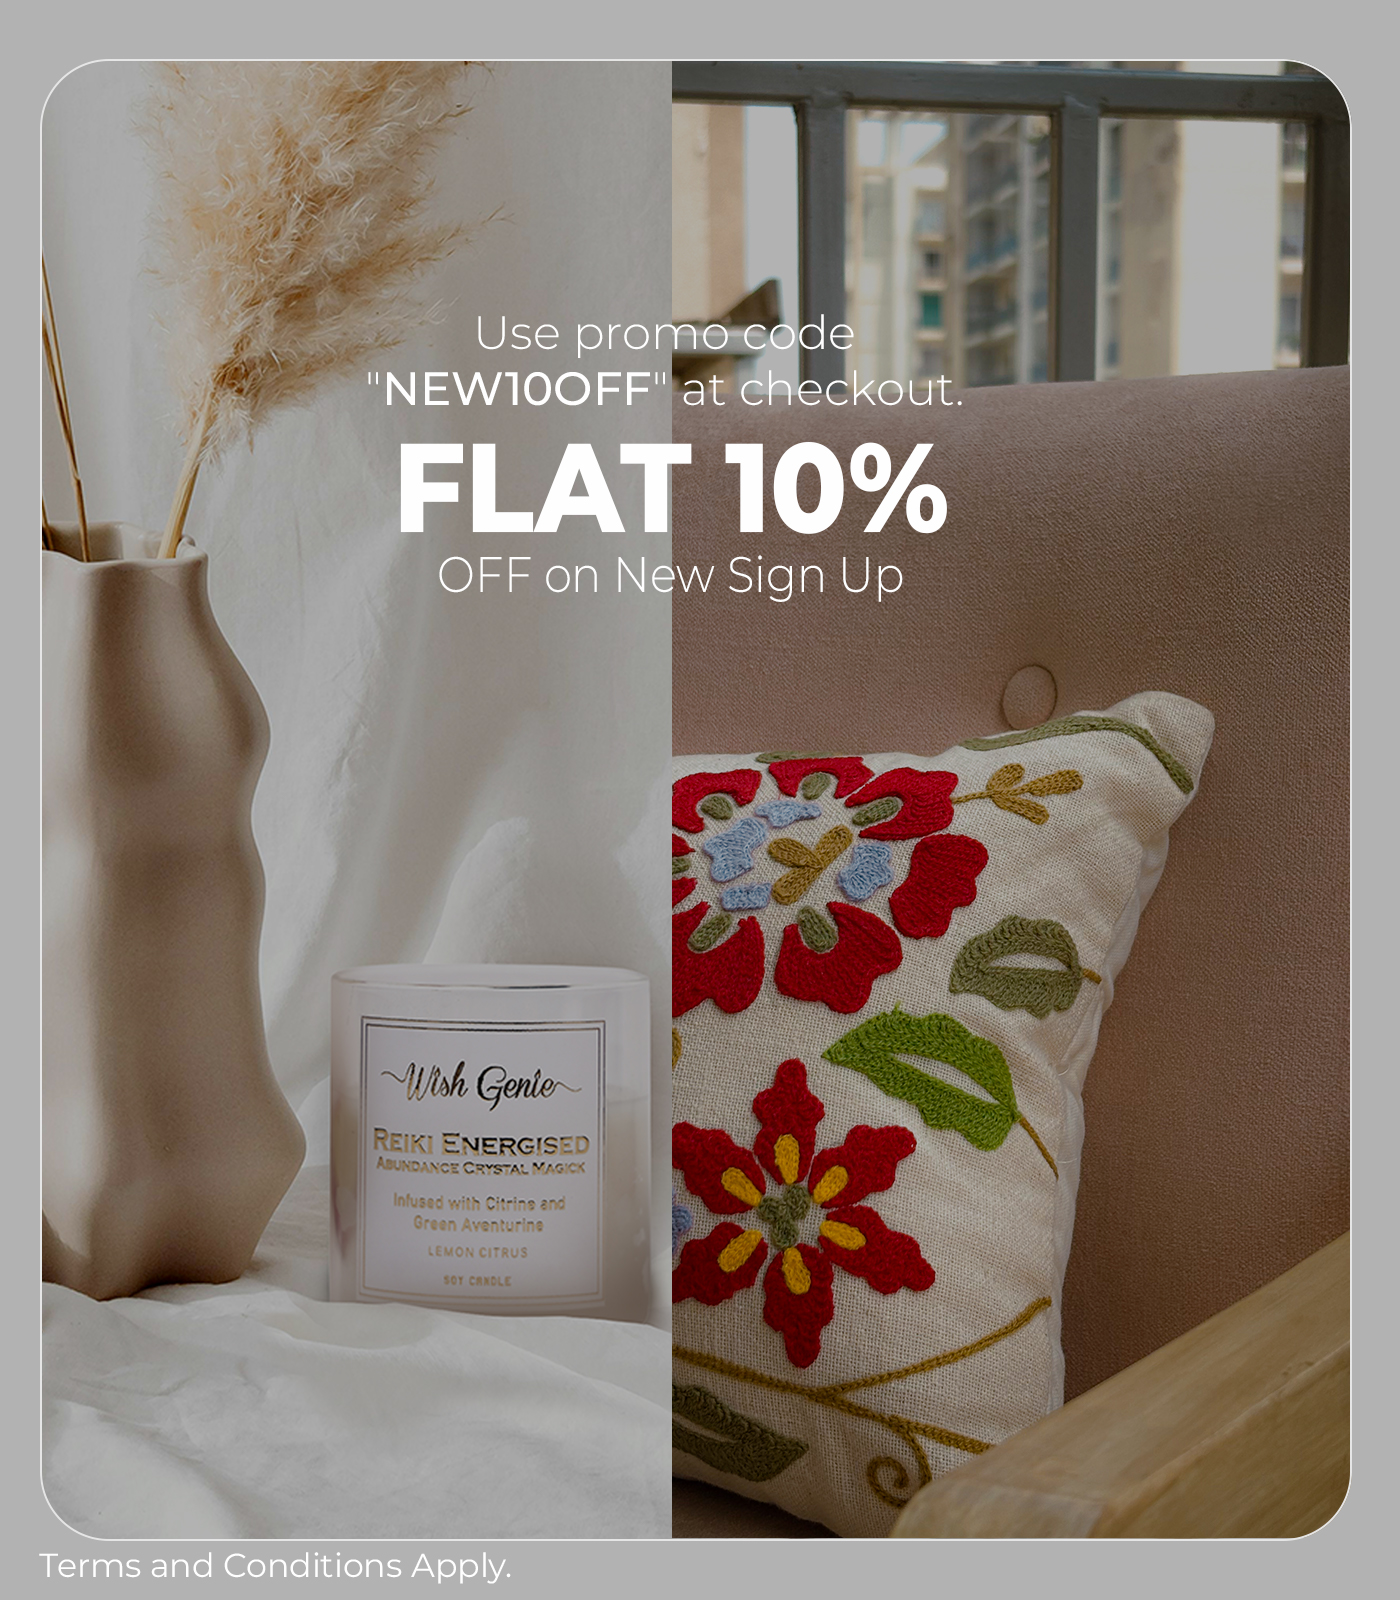 Use promo code
"NEW10OFF" at checkout.
FLAT 10%
OFF on New Sign Up
Wish Genie
REIKI ENERGISED
ABUNDANCE CRYSTAL MAGICK
Infused with Citrine and
Green Aventurine
LEMON CITRUS
SOY CANDLE
Terms and Conditions Apply.